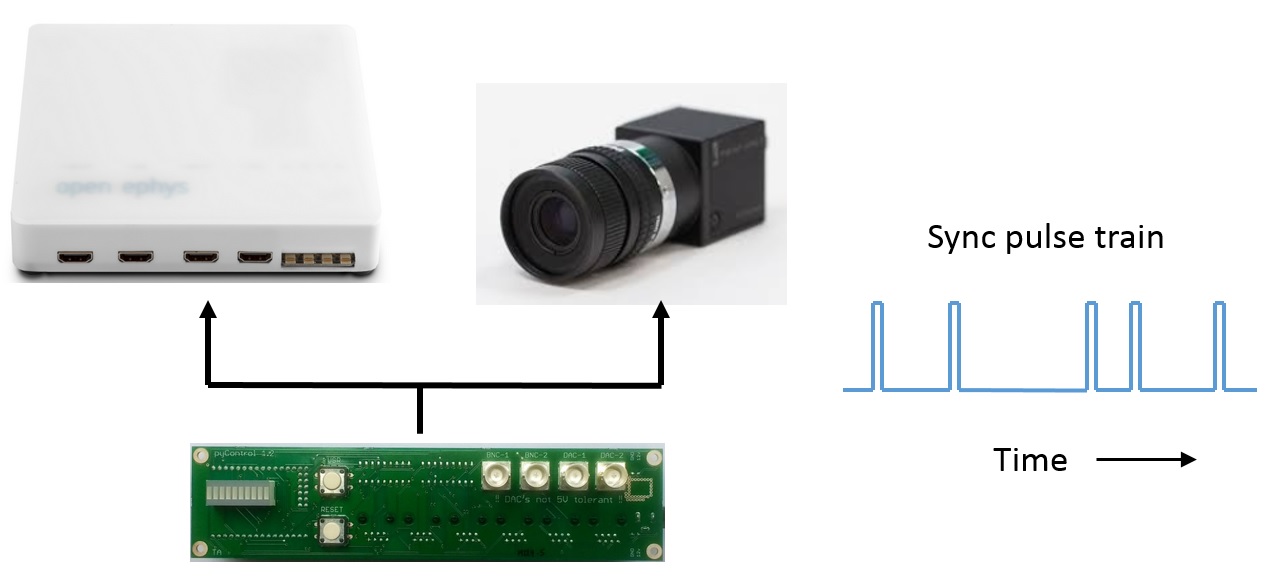 open ephys
Sync pulse train
Time
pyControl 1.2
BNC-1 BNC-2 DAC-1 DAC-2
!! DAC's not 5V tolerant !!
RESET
TA